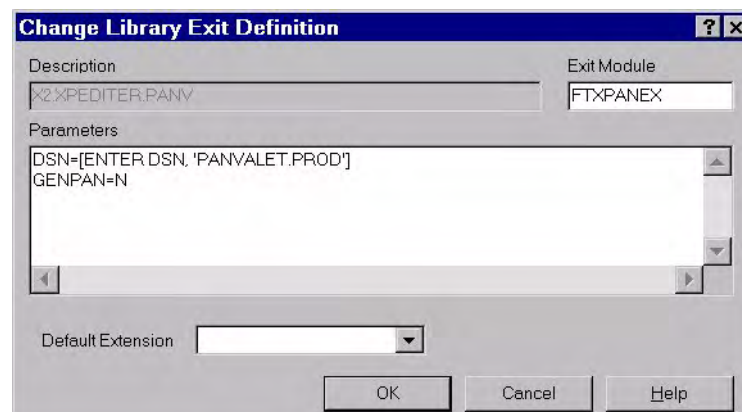 Change Library Exit Definition
Description
Exit Module
X2:XPEDITER.PANV
FTXPANEX
Parameters
DSN=[ENTER DSN, 'PANVALET.PROD']
GENPAN=N
Default Extension
OK
Cancel
Help